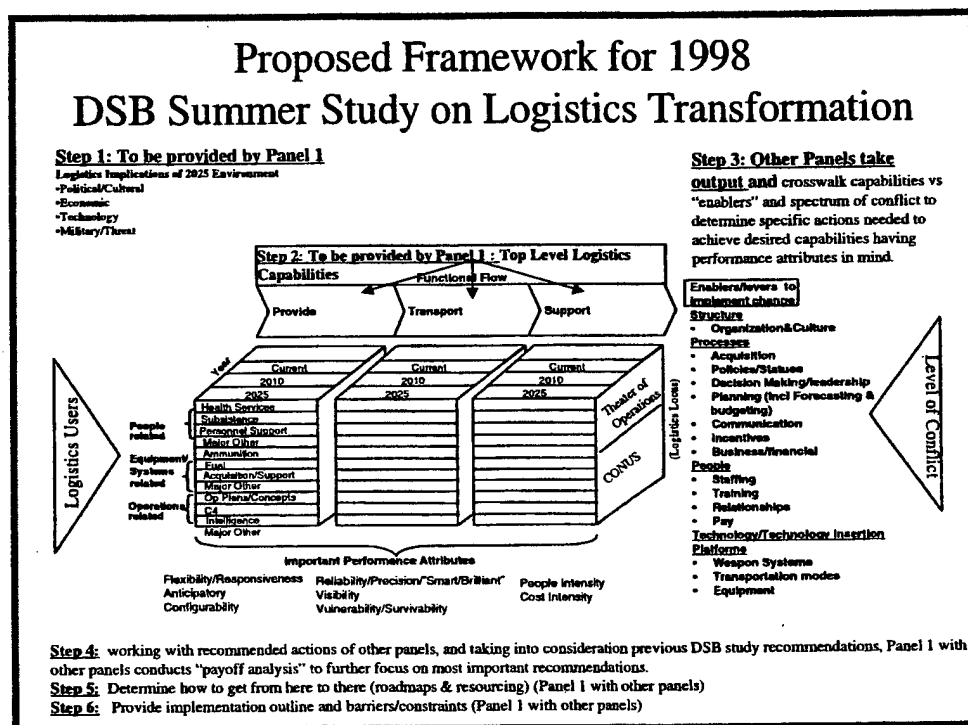 Proposed Framework for 1998
DSB Summer Study on Logistics Transformation
Step 1: To be provided by Panel 1
Logistics Implications of 2025 Environment
•Political/Cultural
•Economic
•Technology
•Military/Threat
Step 3: Other Panels take
output and crosswalk capabilities vs
"enablers" and spectrum of conflict to
determine specific actions needed to
achieve desired capabilities having
performance attributes in mind.
Step 2: To be provided by Panel 1 : Top Level Logistics
Capabilities
Functional Flow
Provide
Transport
Support
Enablers/levers to
implement change
Structure
• Organization&Culture
Processes
• Acquisition
• Policies/Statues
• Decision Making/leadership
• Planning (Incl Forecasting &
budgeting)
• Communication
• Incentives
• Business/financial
People
• Staffing
• Training
• Relationships
• Pay
Technology/Technology Insertion
Platforms
• Weapon Systems
• Transportation modes
• Equipment
Level of Conflict
Logistics Users
Year
Current
Current
Current
2010
2010
2010
2025
2025
2025
People
related
Health Services
Subsistence
Personnel Support
Major Other
Equipment/
Systems
related
Ammunition
Fuel
Acquisition/Support
Major Other
Operations
related
Op Plans/Concepts
C4
Intelligence
Major Other
Theater of
Operations
CONUS
(Logistics Locus)
Important Performance Attributes
Flexibility/Responsiveness
Anticipatory
Configurability
Reliability/Precision/"Smart/Brilliant"
Visibility
Vulnerability/Survivability
People Intensity
Cost Intensity
Step 4: working with recommended actions of other panels, and taking into consideration previous DSB study recommendations, Panel 1 with
other panels conducts "payoff analysis" to further focus on most important recommendations.
Step 5: Determine how to get from here to there (roadmaps & resourcing) (Panel 1 with other panels)
Step 6: Provide implementation outline and barriers/constraints (Panel 1 with other panels)